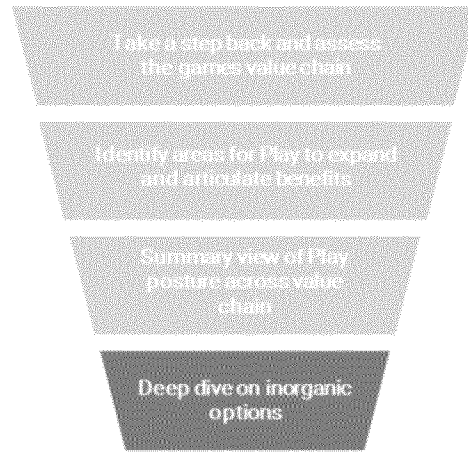 Take a step back and assess
the games value chain
Identify areas for Play to expand
and articulate benefits
Summary view of Play
posture across value
chain
Deep dive on inorganic
options